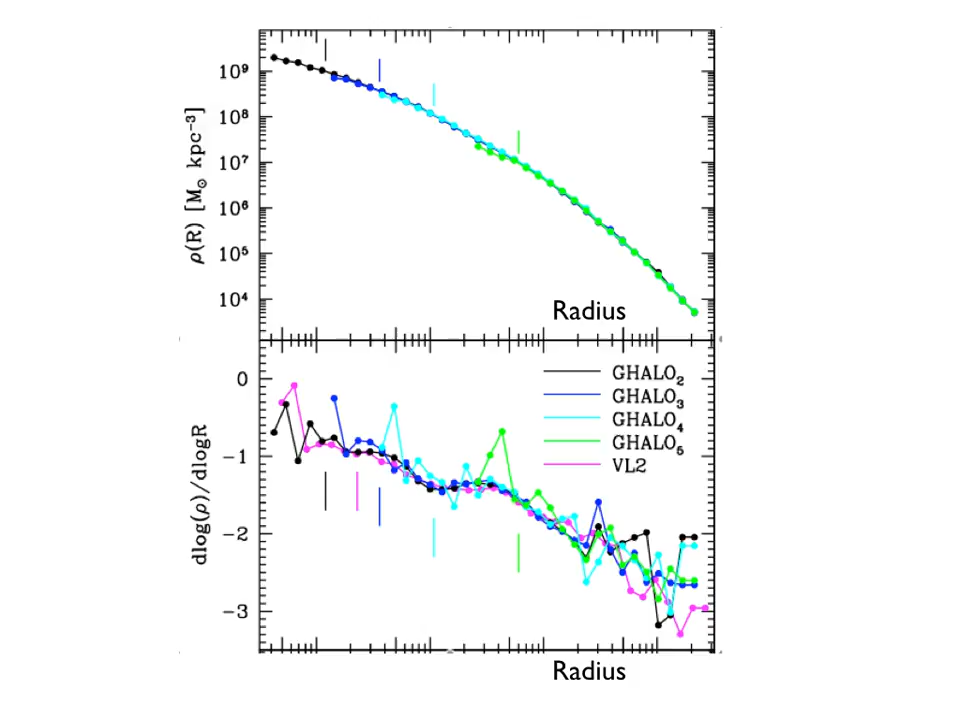 10⁹
10⁸
10⁷
10⁶
10⁵
10⁴
ρ(R) [M☉ kpc⁻³]
Radius
0
−1
−2
−3
dlog(ρ)/dlogR
GHALO₂
GHALO₃
GHALO₄
GHALO₅
VL2
Radius